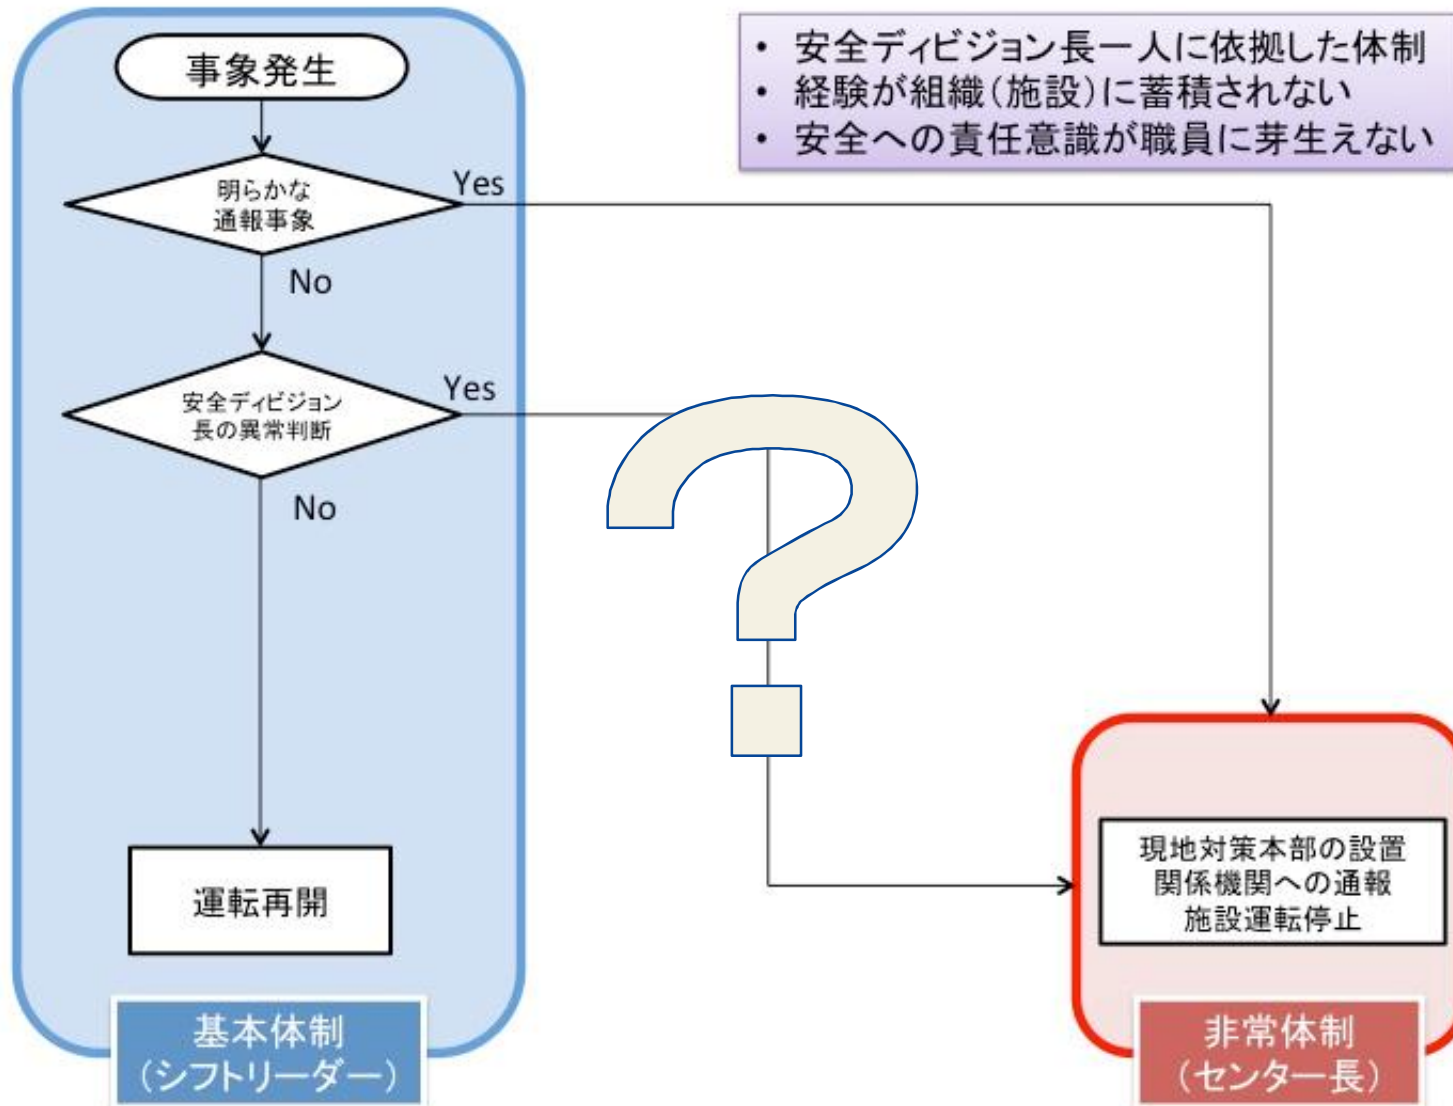 事象発生
• 安全ディビジョン長一人に依拠した体制
• 経験が組織(施設)に蓄積されない
• 安全への責任意識が職員に芽生えない
明らかな
通報事象
Yes
No
安全ディビジョン
長の異常判断
Yes
No
?
運転再開
現地対策本部の設置
関係機関への通報
施設運転停止
基本体制
(シフトリーダー)
非常体制
(センター長)